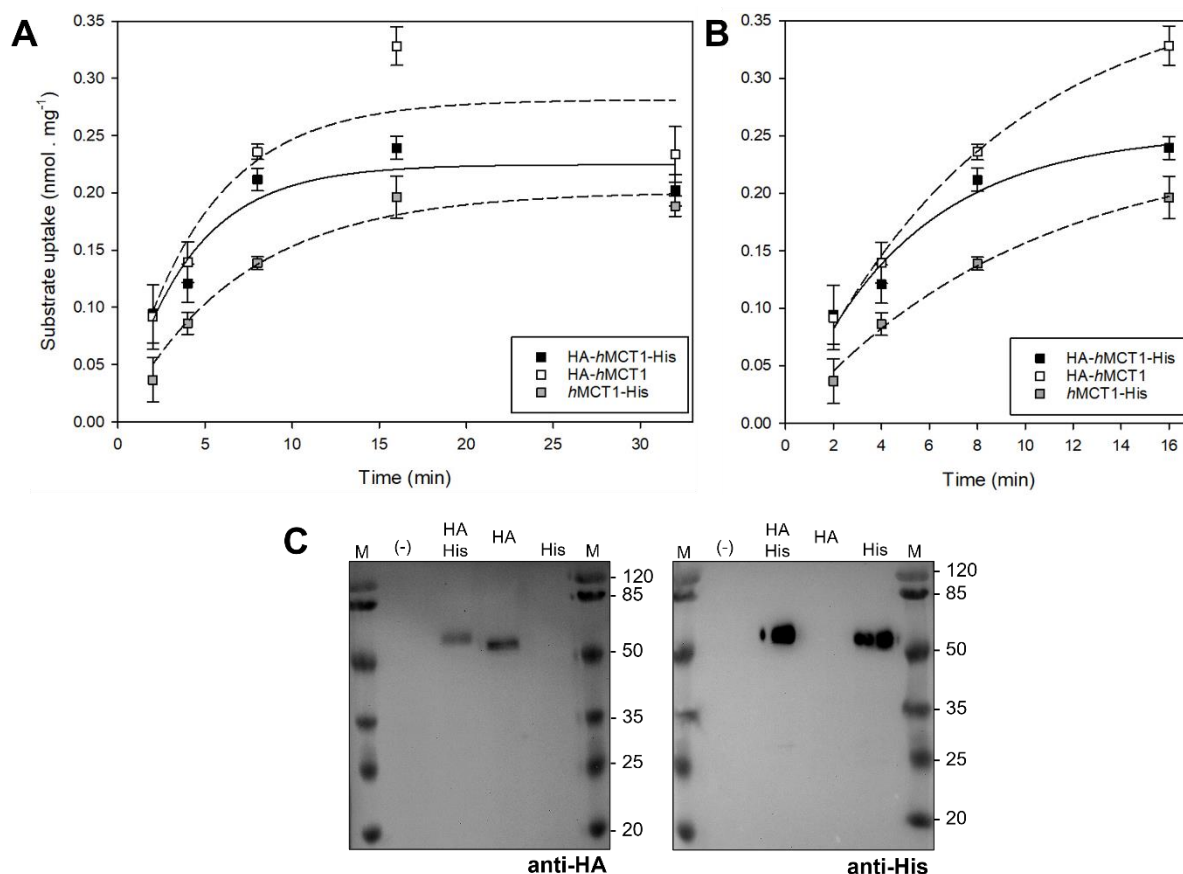 A
0.35
0.30
0.25
0.20
0.15
0.10
0.05
0.00
Substrate uptake (nmol . mg⁻¹)
0 5 10 15 20 25 30
Time (min)
HA-hMCT1-His
HA-hMCT1
hMCT1-His
B
0.35
0.30
0.25
0.20
0.15
0.10
0.05
0.00
0 2 4 6 8 10 12 14 16
Time (min)
HA-hMCT1-His
HA-hMCT1
hMCT1-His
C
M (-) HA His HA His M
120
85
50
35
25
20
anti-HA
M (-) HA His HA His M
120
85
50
35
25
20
anti-His